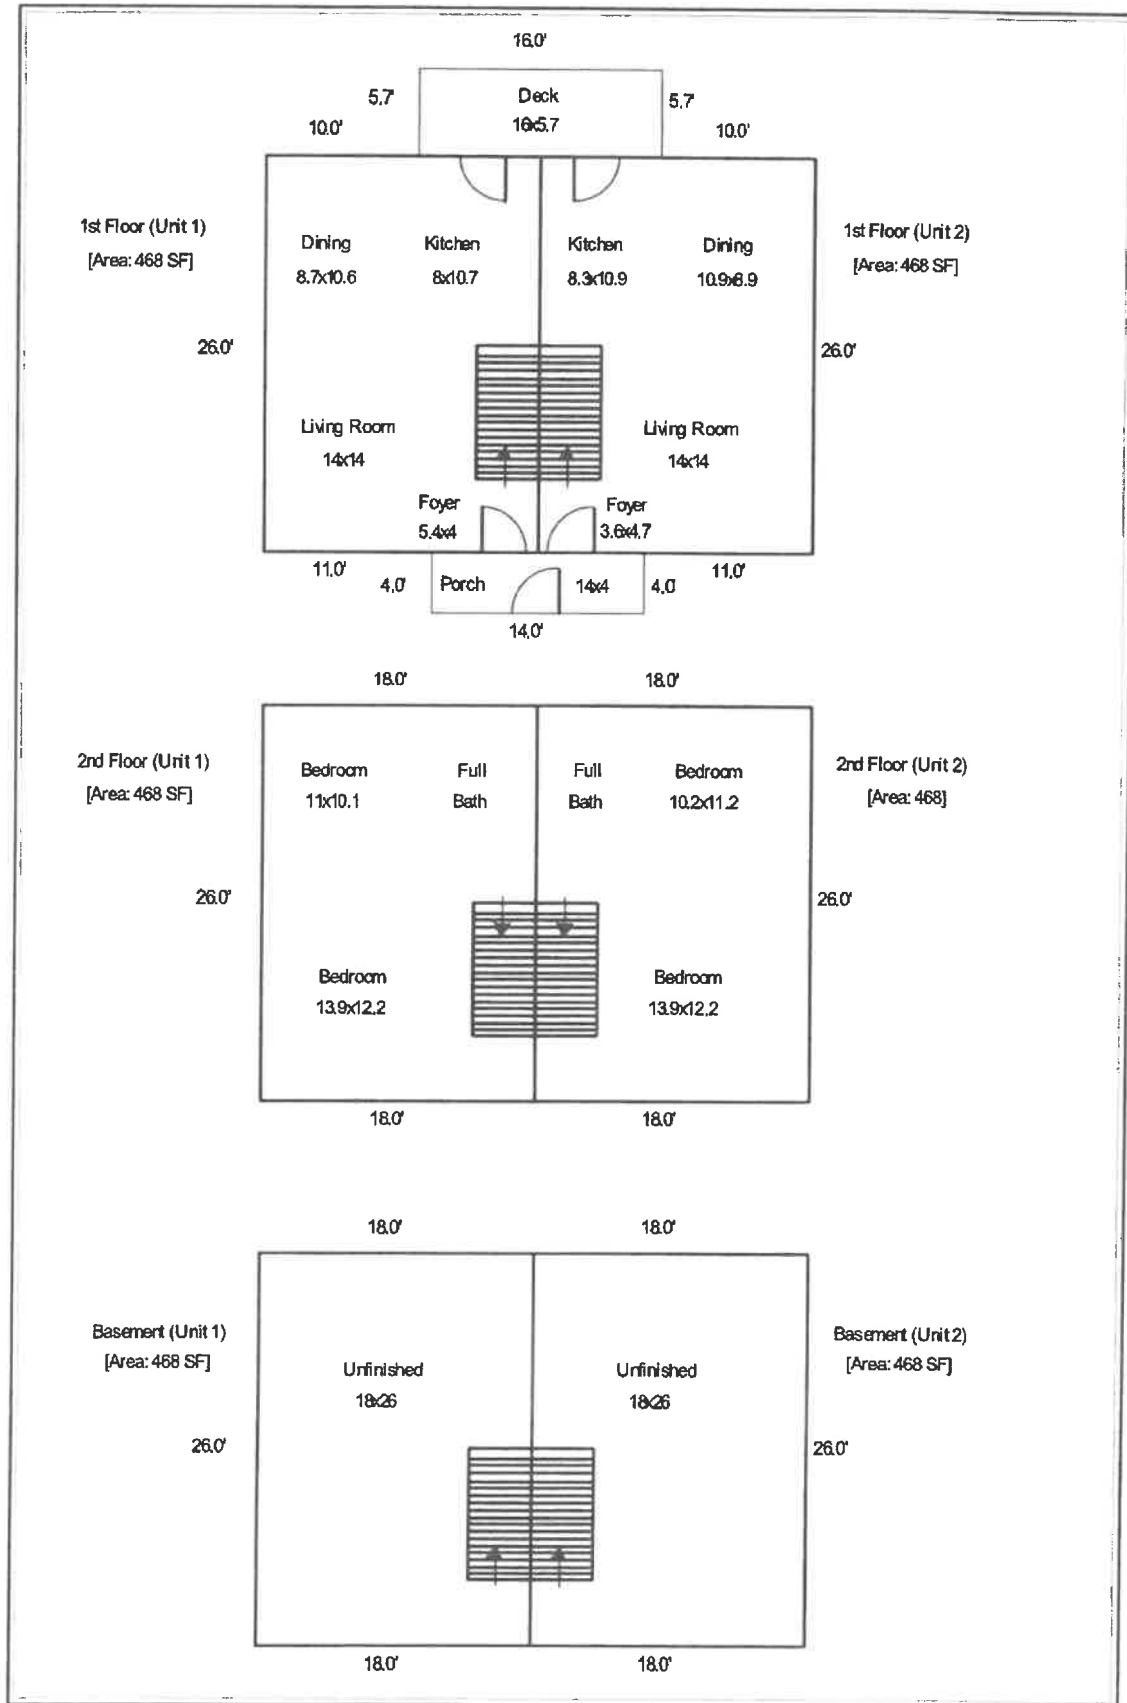 16.0'
5.7'
Deck
16x5.7
5.7'
10.0'
10.0'
1st Floor (Unit 1)
[Area: 468 SF]
1st Floor (Unit 2)
[Area: 468 SF]
Dining
8.7x10.6
Kitchen
8x10.7
Kitchen
8.3x10.9
Dining
10.9x8.9
26.0'
26.0'
Living Room
14x14
Living Room
14x14
Foyer
5.4x4
Foyer
3.6x4.7
11.0'
4.0'
Porch
14x4
4.0'
11.0'
14.0'
18.0'
18.0'
2nd Floor (Unit 1)
[Area: 468 SF]
2nd Floor (Unit 2)
[Area: 468]
Bedroom
11x10.1
Full
Bath
Full
Bath
Bedroom
10.2x11.2
26.0'
26.0'
Bedroom
13.9x12.2
Bedroom
13.9x12.2
18.0'
18.0'
18.0'
18.0'
Basement (Unit 1)
[Area: 468 SF]
Basement (Unit 2)
[Area: 468 SF]
Unfinished
18x26
Unfinished
18x26
26.0'
26.0'
18.0'
18.0'